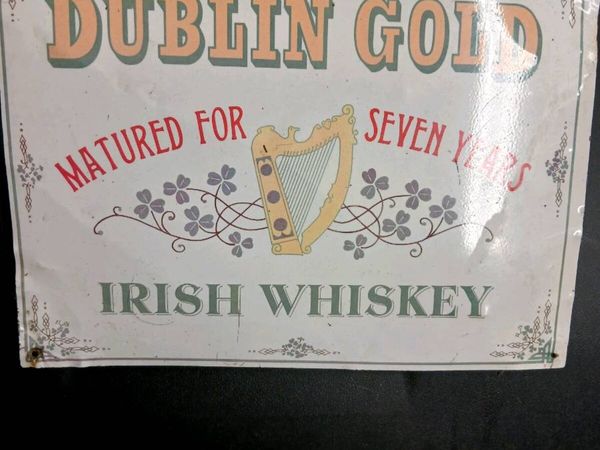 DUBLIN GOLD
MATURED FOR SEVEN YEARS
IRISH WHISKEY